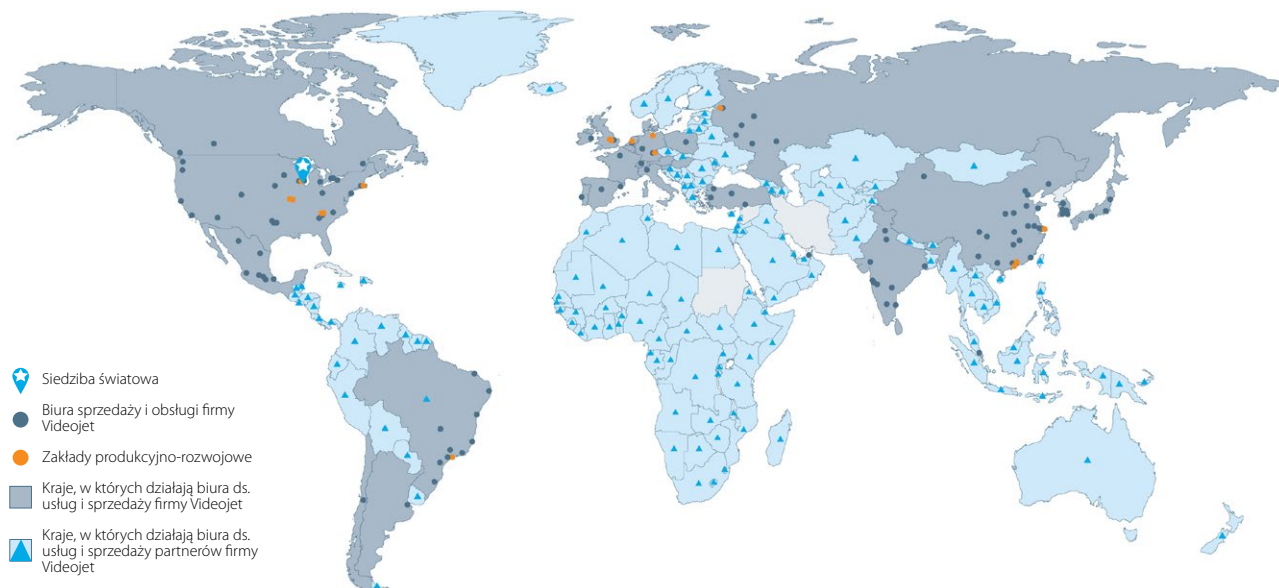 Siedziba światowa
Biura sprzedaży i obsługi firmy
Videojet
Zakłady produkcyjno-rozwojowe
Kraje, w których działają biura ds.
usług i sprzedaży firmy Videojet
Kraje, w których działają biura ds.
usług i sprzedaży partnerów firmy
Videojet